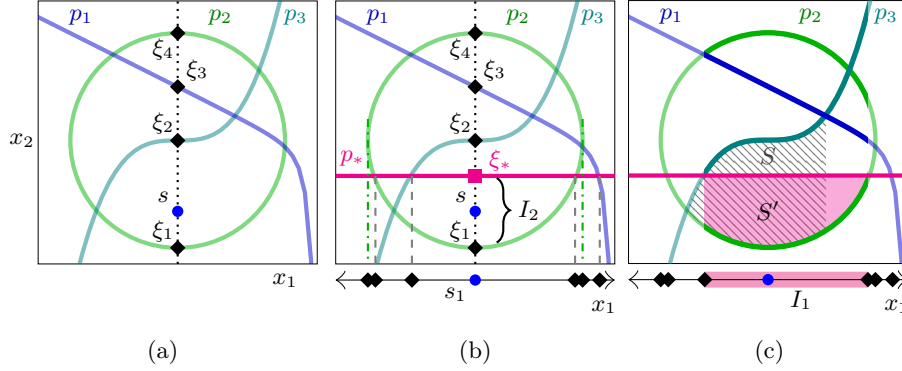 p₁ p₂ p₃
ξ₄
ξ₃
ξ₂
s
ξ₁
x₂
x₁
(a)
p₁ p₂ p₃
ξ₄
ξ₃
ξ₂
p∗ ξ∗
s
I₂
ξ₁
s₁ x₁
(b)
p₁ p₂ p₃
S
S′
I₁ x₁
(c)